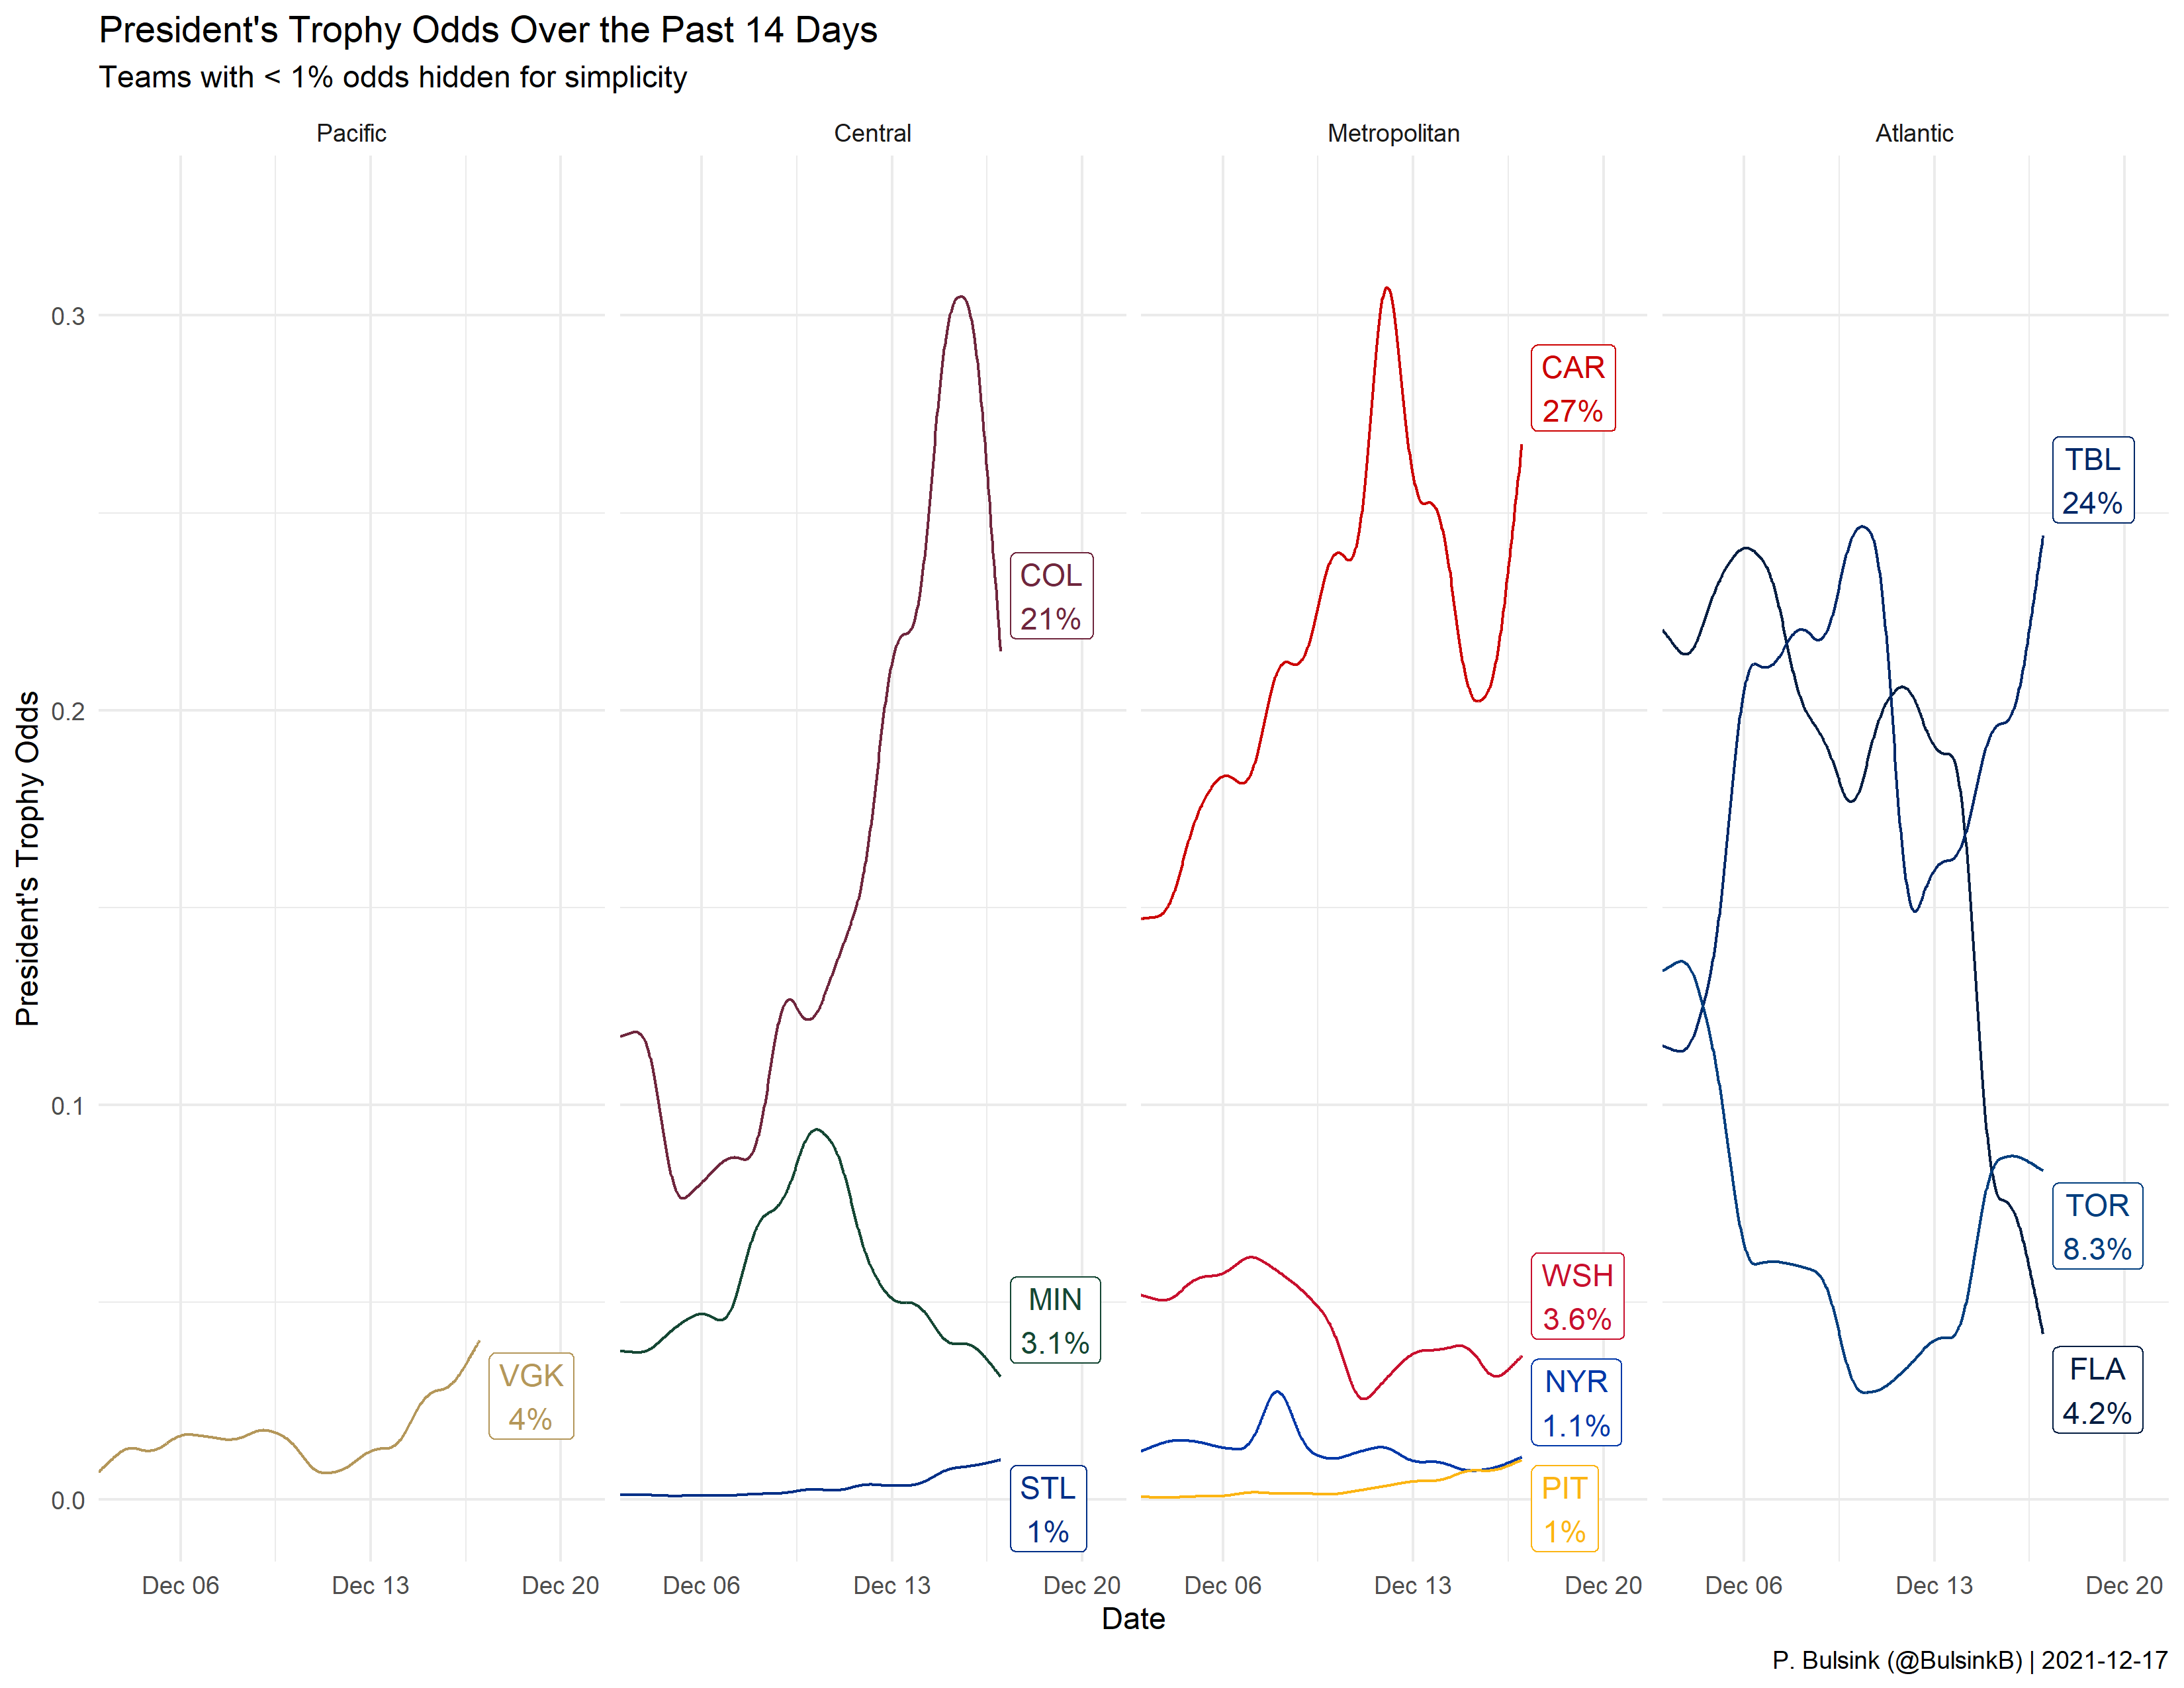 President's Trophy Odds Over the Past 14 Days
Teams with < 1% odds hidden for simplicity
Pacific
Central
Metropolitan
Atlantic
President's Trophy Odds
0.3
0.2
0.1
0.0
VGK
4%
COL
21%
MIN
3.1%
STL
1%
CAR
27%
WSH
3.6%
NYR
1.1%
PIT
1%
TBL
24%
TOR
8.3%
FLA
4.2%
Dec 06
Dec 13
Dec 20
Dec 06
Dec 13
Dec 20
Dec 06
Dec 13
Dec 20
Dec 06
Dec 13
Dec 20
Date
P. Bulsink (@BulsinkB) | 2021-12-17